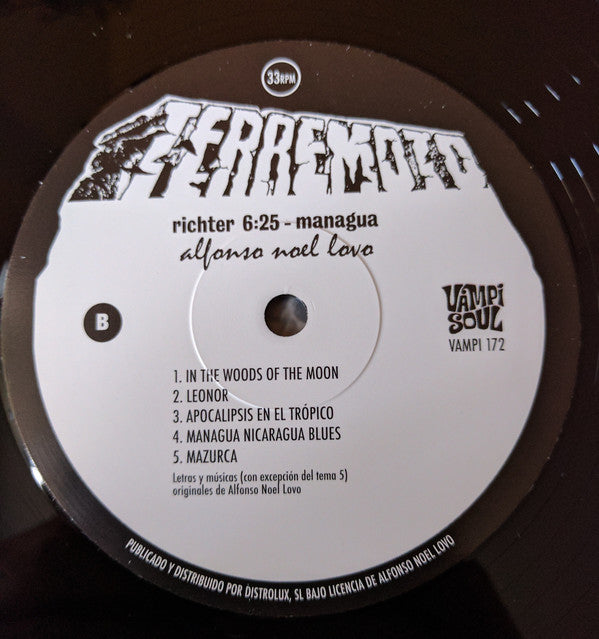 33RPM
TERREMOTO
richter 6:25 - managua
alfonso noel lovo
B
VAMPI
SOUL
VAMPI 172
1. IN THE WOODS OF THE MOON
2. LEONOR
3. APOCALIPSIS EN EL TRÓPICO
4. MANAGUA NICARAGUA BLUES
5. MAZURCA
Letras y músicas (con excepción del tema 5)
originales de Alfonso Noel Lovo
PUBLICADO Y DISTRIBUIDO POR DISTROLUX, SL BAJO LICENCIA DE ALFONSO NOEL LOVO